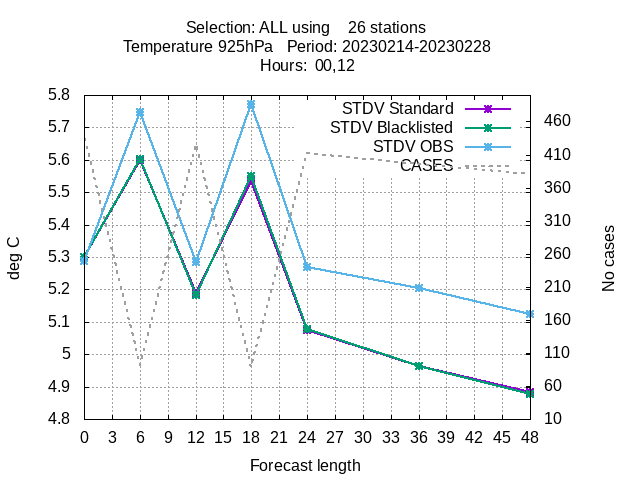 Selection: ALL using    26 stations
Temperature 925hPa   Period: 20230214-20230228
Hours:  00,12
5.8
5.7
5.6
5.5
5.4
5.3
5.2
5.1
5
4.9
4.8
deg C
STDV Standard
STDV Blacklisted
STDV OBS
CASES
460
410
360
310
260
210
160
110
60
10
No cases
0 3 6 9 12 15 18 21 24 27 30 33 36 39 42 45 48
Forecast length